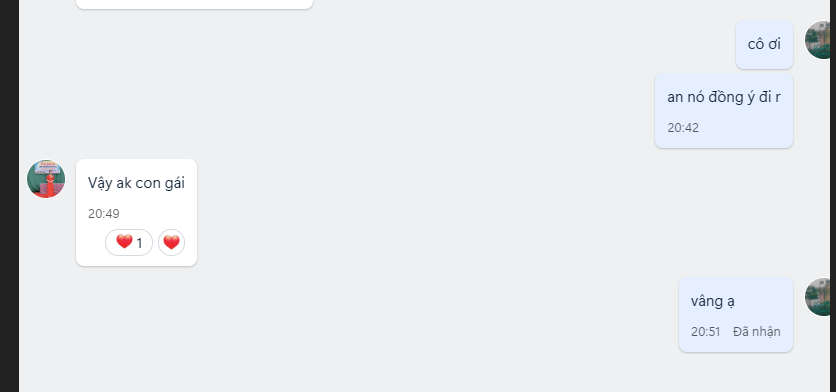 cô ơi
an nó đồng ý đi r
20:42
Vậy ak con gái
20:49
1
vâng ạ
20:51 Đã nhận